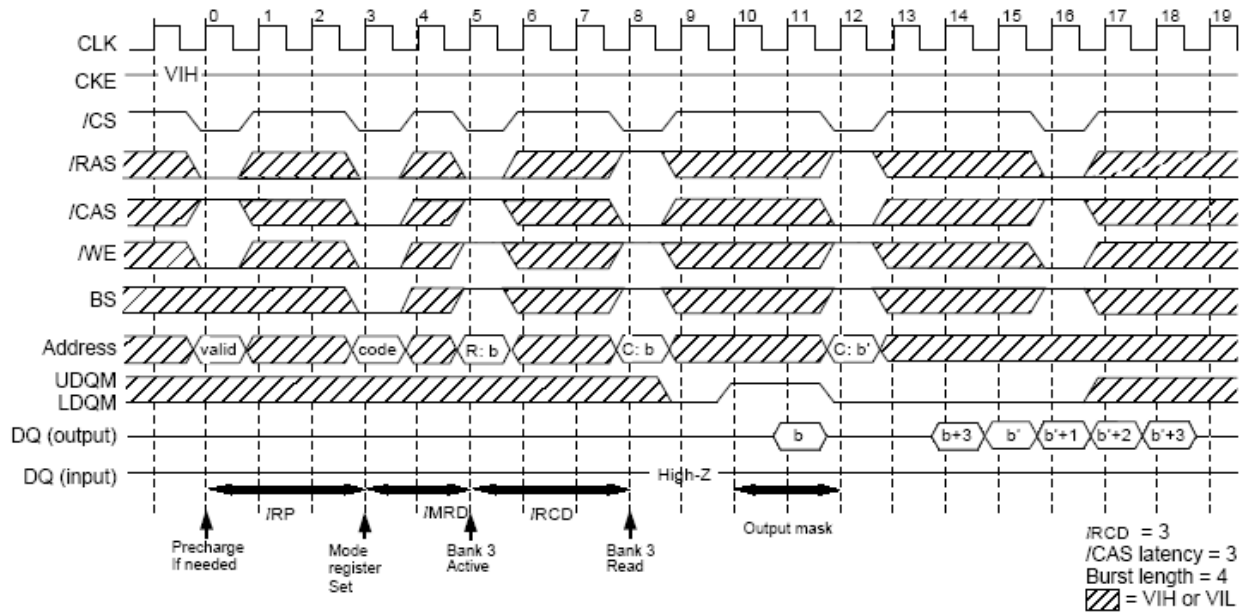 0 1 2 3 4 5 6 7 8 9 10 11 12 13 14 15 16 17 18 19
CLK
CKE VIH
/CS
/RAS
/CAS
/WE
BS
Address valid code R: b C: b C: b'
UDQM
LDQM
DQ (output) b b+3 b' b'+1 b'+2 b'+3
DQ (input) High-Z
/RP /MRD /RCD Output mask
Precharge
If needed
Mode
register
Set
Bank 3
Active
Bank 3
Read
/RCD = 3
/CAS latency = 3
Burst length = 4
= VIH or VIL